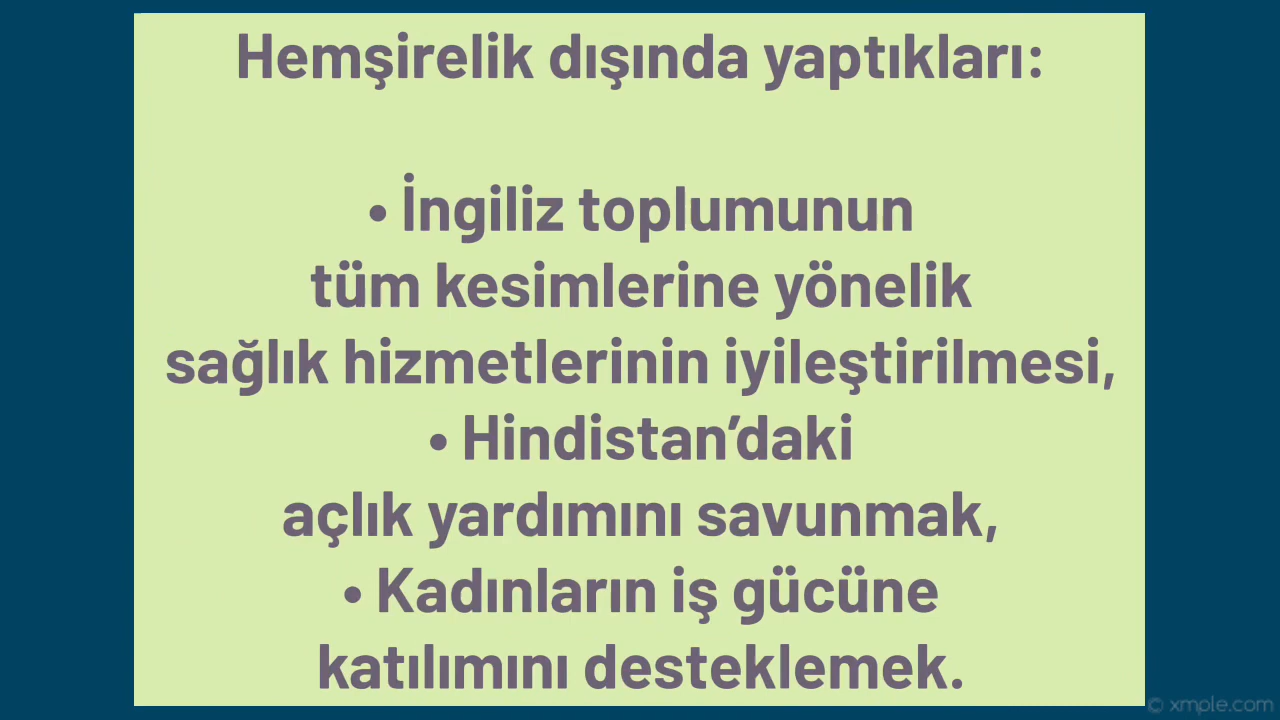 Hemşirelik dışında yaptıkları:
• İngiliz toplumunun
tüm kesimlerine yönelik
sağlık hizmetlerinin iyileştirilmesi,
• Hindistan’daki
açlık yardımını savunmak,
• Kadınların iş gücüne
katılımını desteklemek.
© xmple.com